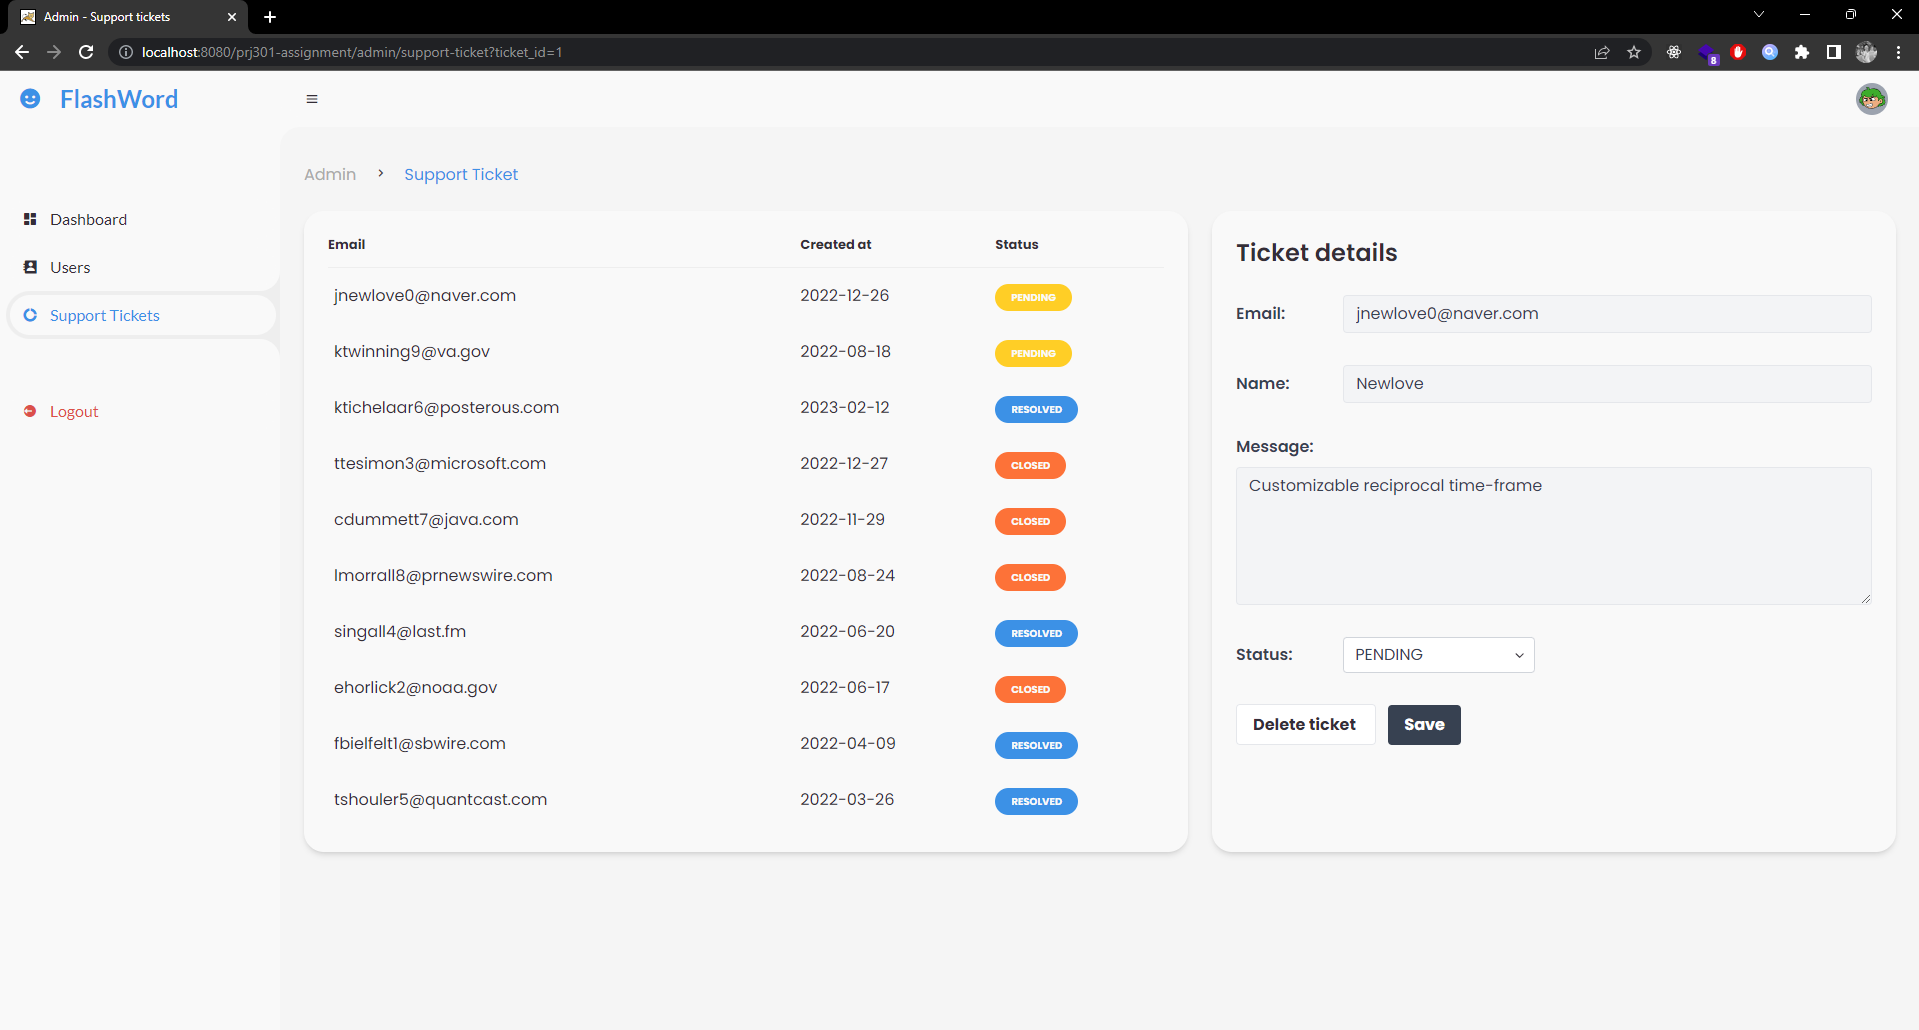 Admin - Support tickets
localhost:8080/prj301-assignment/admin/support-ticket?ticket_id=1
8
FlashWord
Dashboard
Users
Support Tickets
Logout
Admin > Support Ticket
Email Created at Status
jnewlove0@naver.com 2022-12-26 PENDING
ktwinning9@va.gov 2022-08-18 PENDING
ktichelaar6@posterous.com 2023-02-12 RESOLVED
ttesimon3@microsoft.com 2022-12-27 CLOSED
cdummett7@java.com 2022-11-29 CLOSED
lmorrall8@prnewswire.com 2022-08-24 CLOSED
singall4@last.fm 2022-06-20 RESOLVED
ehorlick2@noaa.gov 2022-06-17 CLOSED
fbielfelt1@sbwire.com 2022-04-09 RESOLVED
tshouler5@quantcast.com 2022-03-26 RESOLVED
Ticket details
Email: jnewlove0@naver.com
Name: Newlove
Message:
Customizable reciprocal time-frame
Status: PENDING
Delete ticket Save